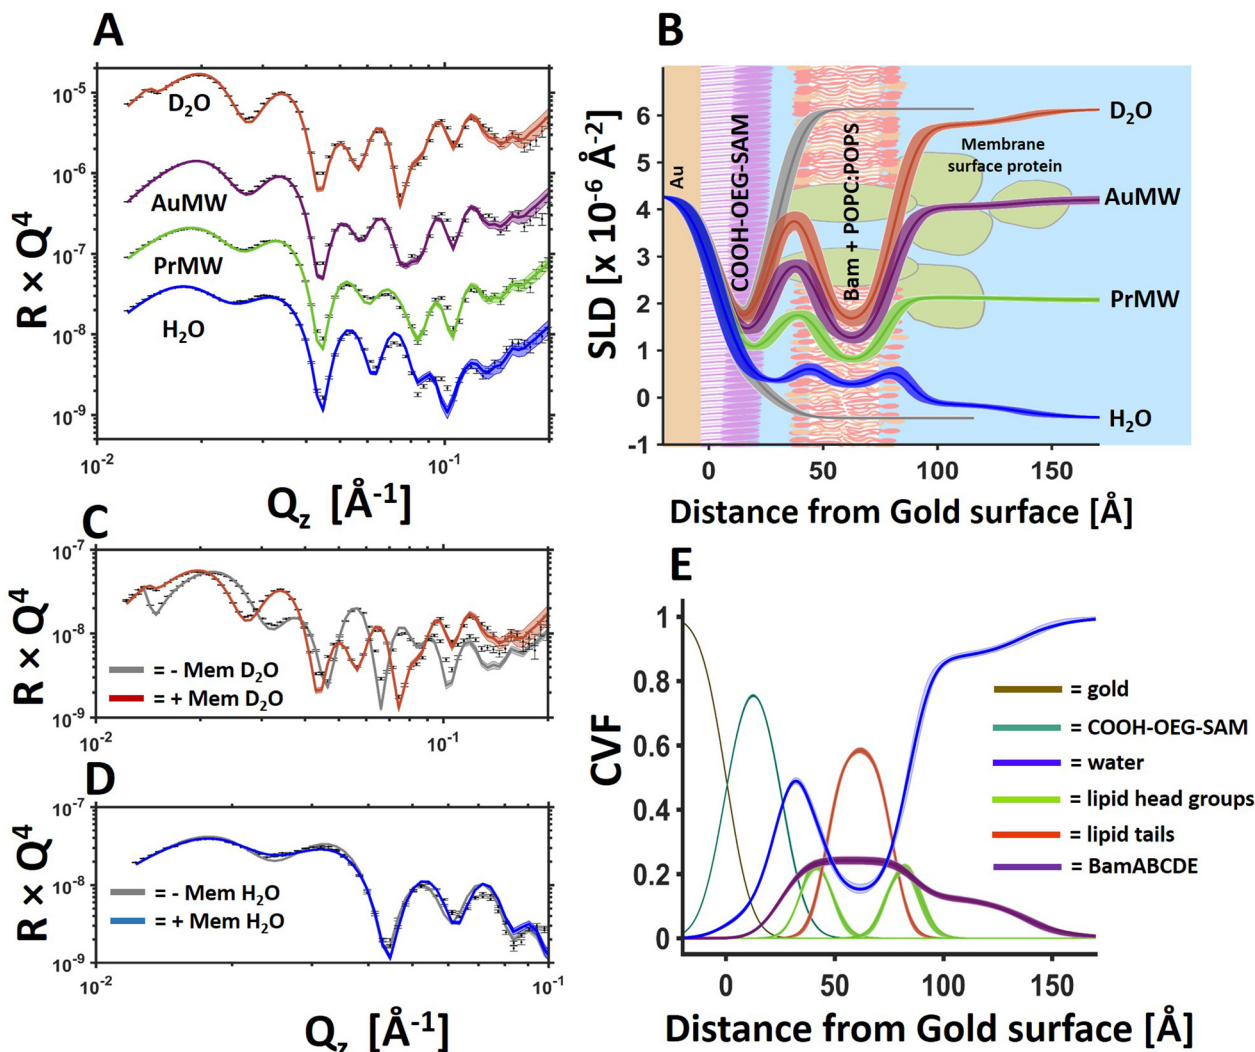 A
10⁻⁵
10⁻⁶
10⁻⁷
10⁻⁸
10⁻⁹
R × Q⁴
D₂O
AuMW
PrMW
H₂O
10⁻²
10⁻¹
Q_z [Å⁻¹]
B
6
5
4
3
2
1
0
-1
SLD [x 10⁻⁶ Å⁻²]
Au
COOH-OEG-SAM
Bam + POPC:POPS
Membrane
surface protein
D₂O
AuMW
PrMW
H₂O
0
50
100
150
Distance from Gold surface [Å]
C
10⁻⁷
10⁻⁸
10⁻⁹
R × Q⁴
= - Mem D₂O
= + Mem D₂O
10⁻²
10⁻¹
D
10⁻⁷
10⁻⁸
10⁻⁹
R × Q⁴
= - Mem H₂O
= + Mem H₂O
10⁻²
10⁻¹
Q_z [Å⁻¹]
E
1
0.8
0.6
0.4
0.2
0
CVF
= gold
= COOH-OEG-SAM
= water
= lipid head groups
= lipid tails
= BamABCDE
0
50
100
150
Distance from Gold surface [Å]